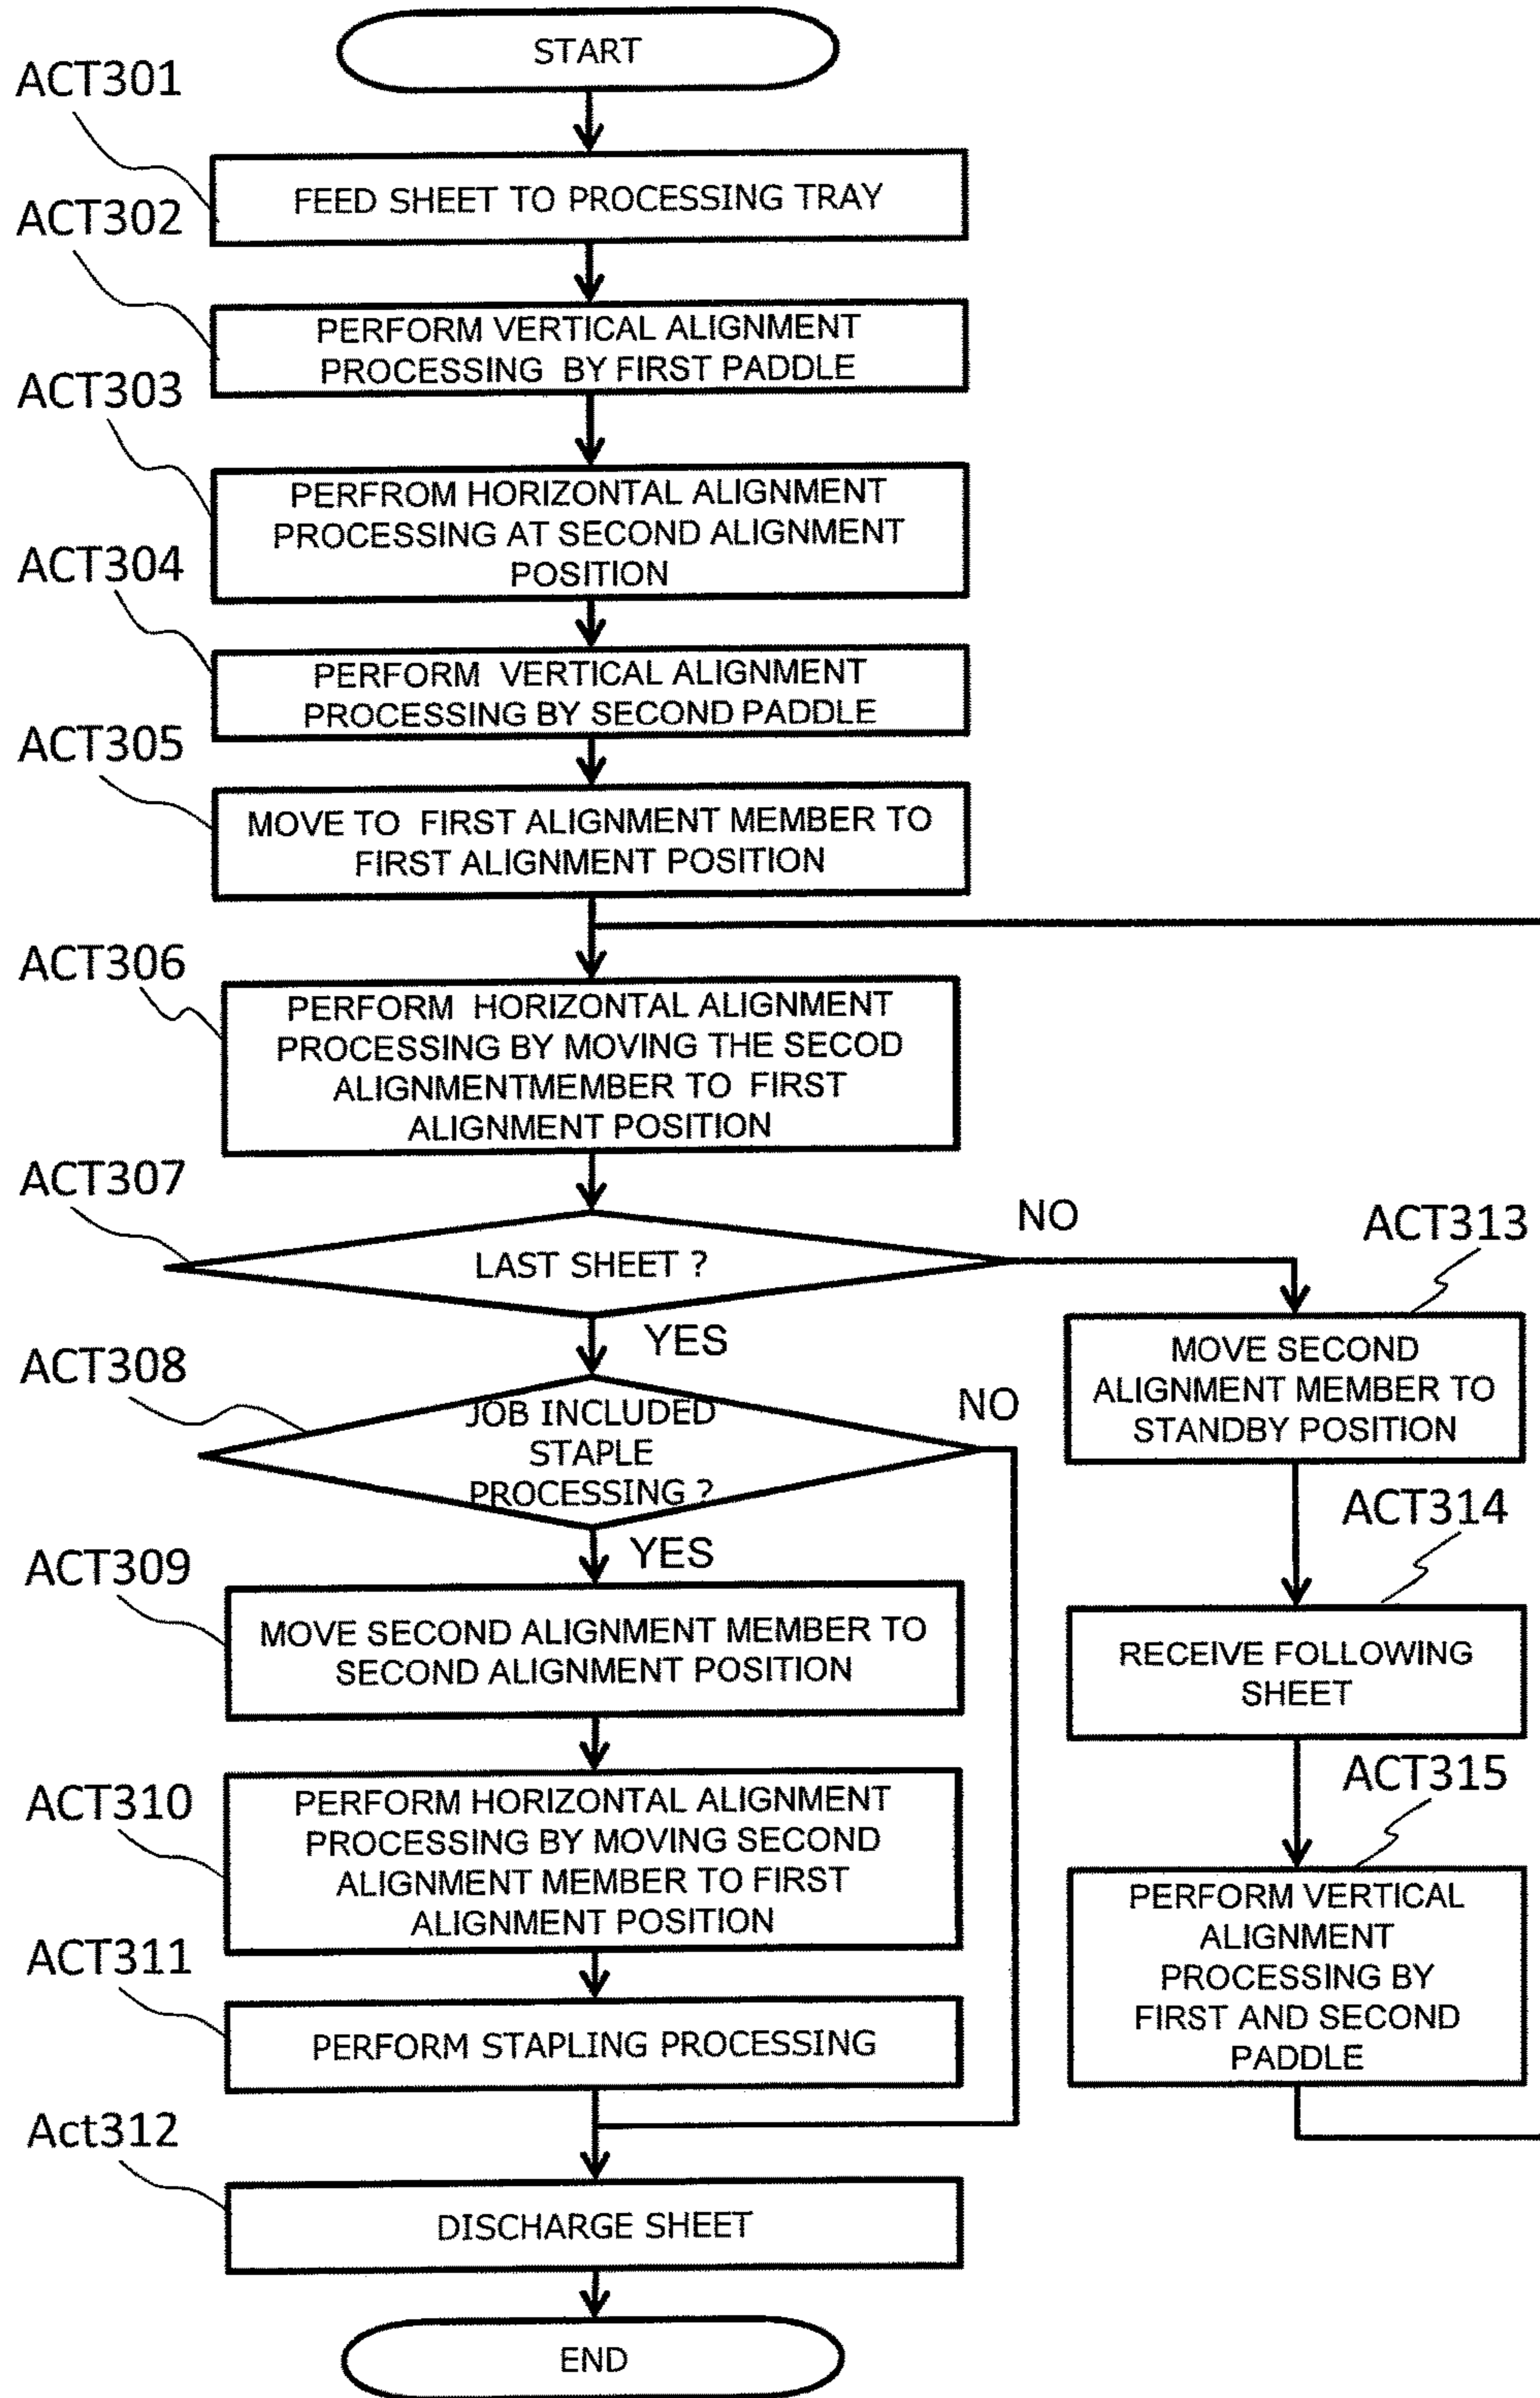 START
ACT301
FEED SHEET TO PROCESSING TRAY
ACT302
PERFORM VERTICAL ALIGNMENT
PROCESSING BY FIRST PADDLE
ACT303
PERFROM HORIZONTAL ALIGNMENT
PROCESSING AT SECOND ALIGNMENT
POSITION
ACT304
PERFORM VERTICAL ALIGNMENT
PROCESSING BY SECOND PADDLE
ACT305
MOVE TO FIRST ALIGNMENT MEMBER TO
FIRST ALIGNMENT POSITION
ACT306
PERFORM HORIZONTAL ALIGNMENT
PROCESSING BY MOVING THE SECOD
ALIGNMENTMEMBER TO FIRST
ALIGNMENT POSITION
ACT307
LAST SHEET ?
NO
YES
ACT308
JOB INCLUDED
STAPLE
PROCESSING ?
NO
YES
ACT309
MOVE SECOND ALIGNMENT MEMBER TO
SECOND ALIGNMENT POSITION
ACT310
PERFORM HORIZONTAL ALIGNMENT
PROCESSING BY MOVING SECOND
ALIGNMENT MEMBER TO FIRST
ALIGNMENT POSITION
ACT311
PERFORM STAPLING PROCESSING
Act312
DISCHARGE SHEET
END
ACT313
MOVE SECOND
ALIGNMENT MEMBER TO
STANDBY POSITION
ACT314
RECEIVE FOLLOWING
SHEET
ACT315
PERFORM VERTICAL
ALIGNMENT
PROCESSING BY
FIRST AND SECOND
PADDLE